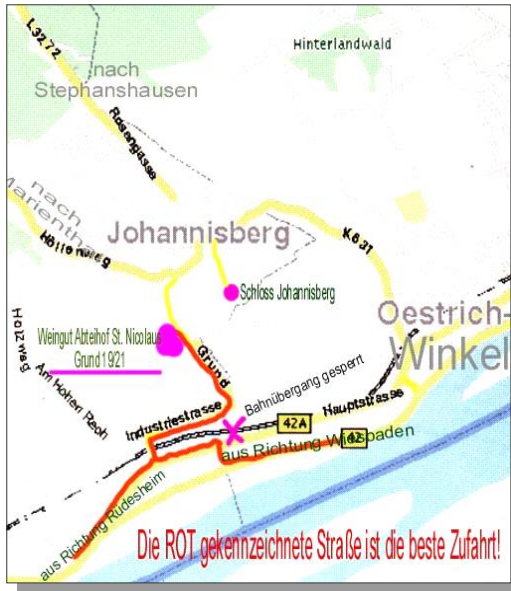 L3272
Hinterlandwald
nach
Stephanshausen
Rosengasse
nach
Marienthal
Höllenweg
Johannisberg
K631
Schloss Johannisberg
Oestrich-
Winkel
Weingut Abteihof St. Nicolaus
Grund 19/21
Grund
Am Hohen Rech
Industriestrasse
Bahnübergang gesperrt
Hauptstrasse
42A
42
aus Richtung Wiesbaden
aus Richtung Rüdesheim
Die ROT gekennzeichnete Straße ist die beste Zufahrt!